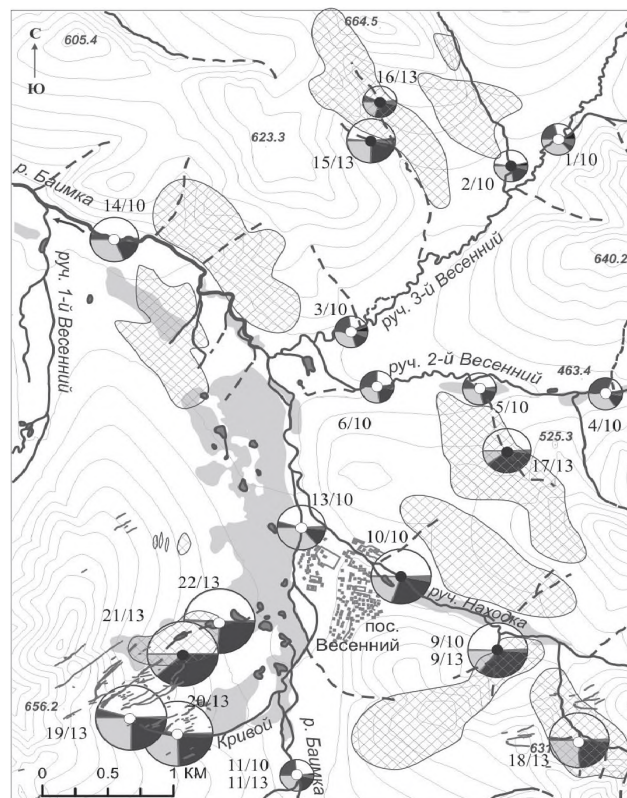 С
Ю
605.4
664.5
16/13
623.3
15/13
1/10
2/10
р. Баимка
14/10
640.2
руч. 1-й Весенний
руч. 3-й Весенний
3/10
руч. 2-й Весенний
463.4
6/10
5/10
4/10
525.3
17/13
13/10
10/10
22/13
руч. Находка
21/13
пос.
Весенний
9/10
9/13
656.2
20/13
19/13
Кривой
р. Баимка
631
18/13
11/10
11/13
0 0.5 1 КМ